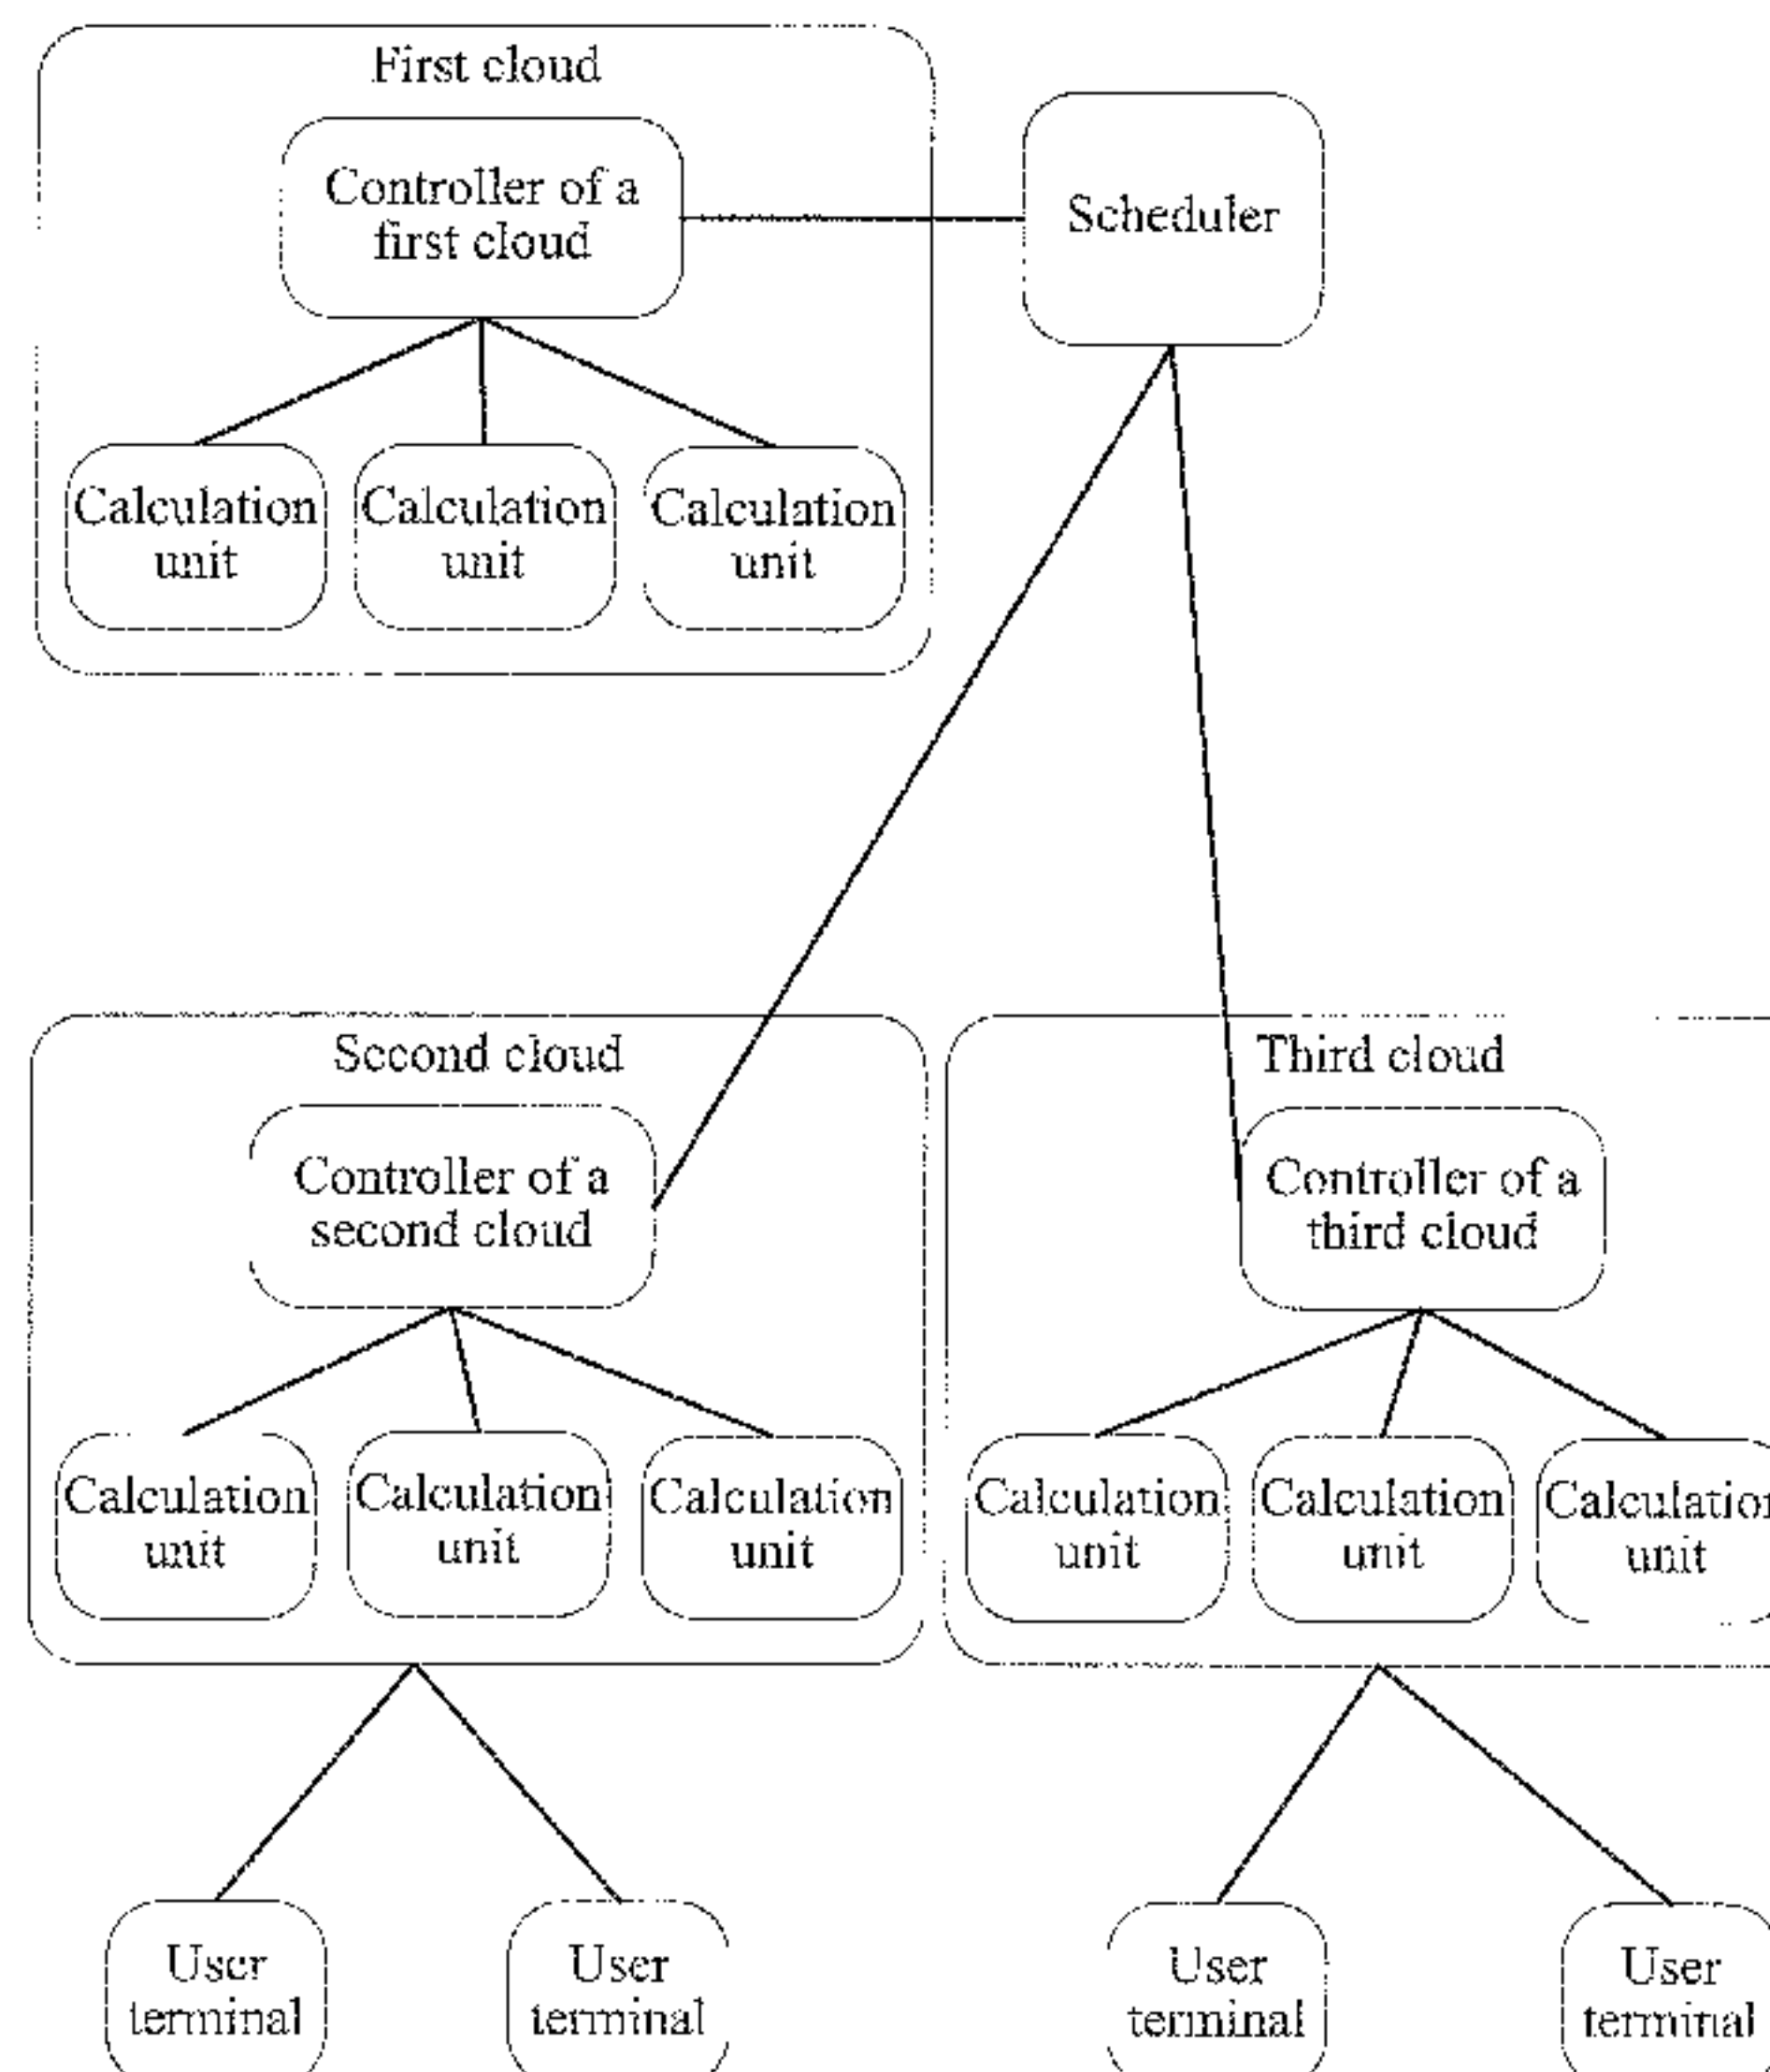 First cloud
Controller of a
first cloud
Scheduler
Calculation
unit
Calculation
unit
Calculation
unit
Second cloud
Controller of a
second cloud
Calculation
unit
Calculation
unit
Calculation
unit
Third cloud
Controller of a
third cloud
Calculation
unit
Calculation
unit
Calculation
unit
User
terminal
User
terminal
User
terminal
User
terminal